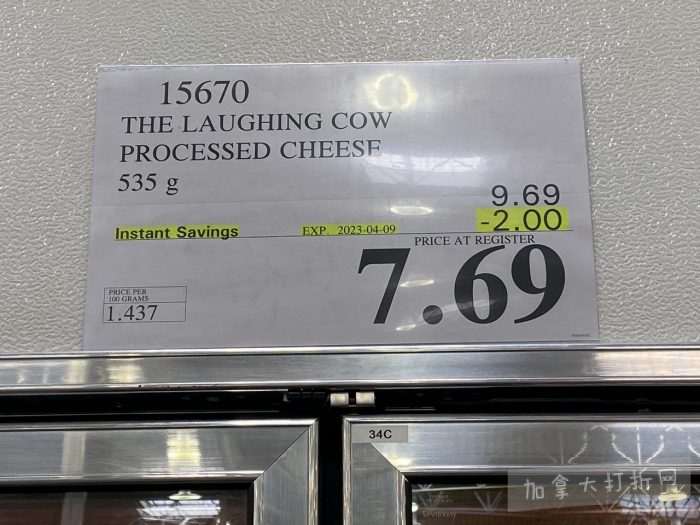 15670
THE LAUGHING COW
PROCESSED CHEESE
535 g
9.69
Instant Savings EXP. 2023-04-09 -2.00
PRICE AT REGISTER
7.69
PRICE PER
100 GRAMS
1.437
34C
加拿大打折网